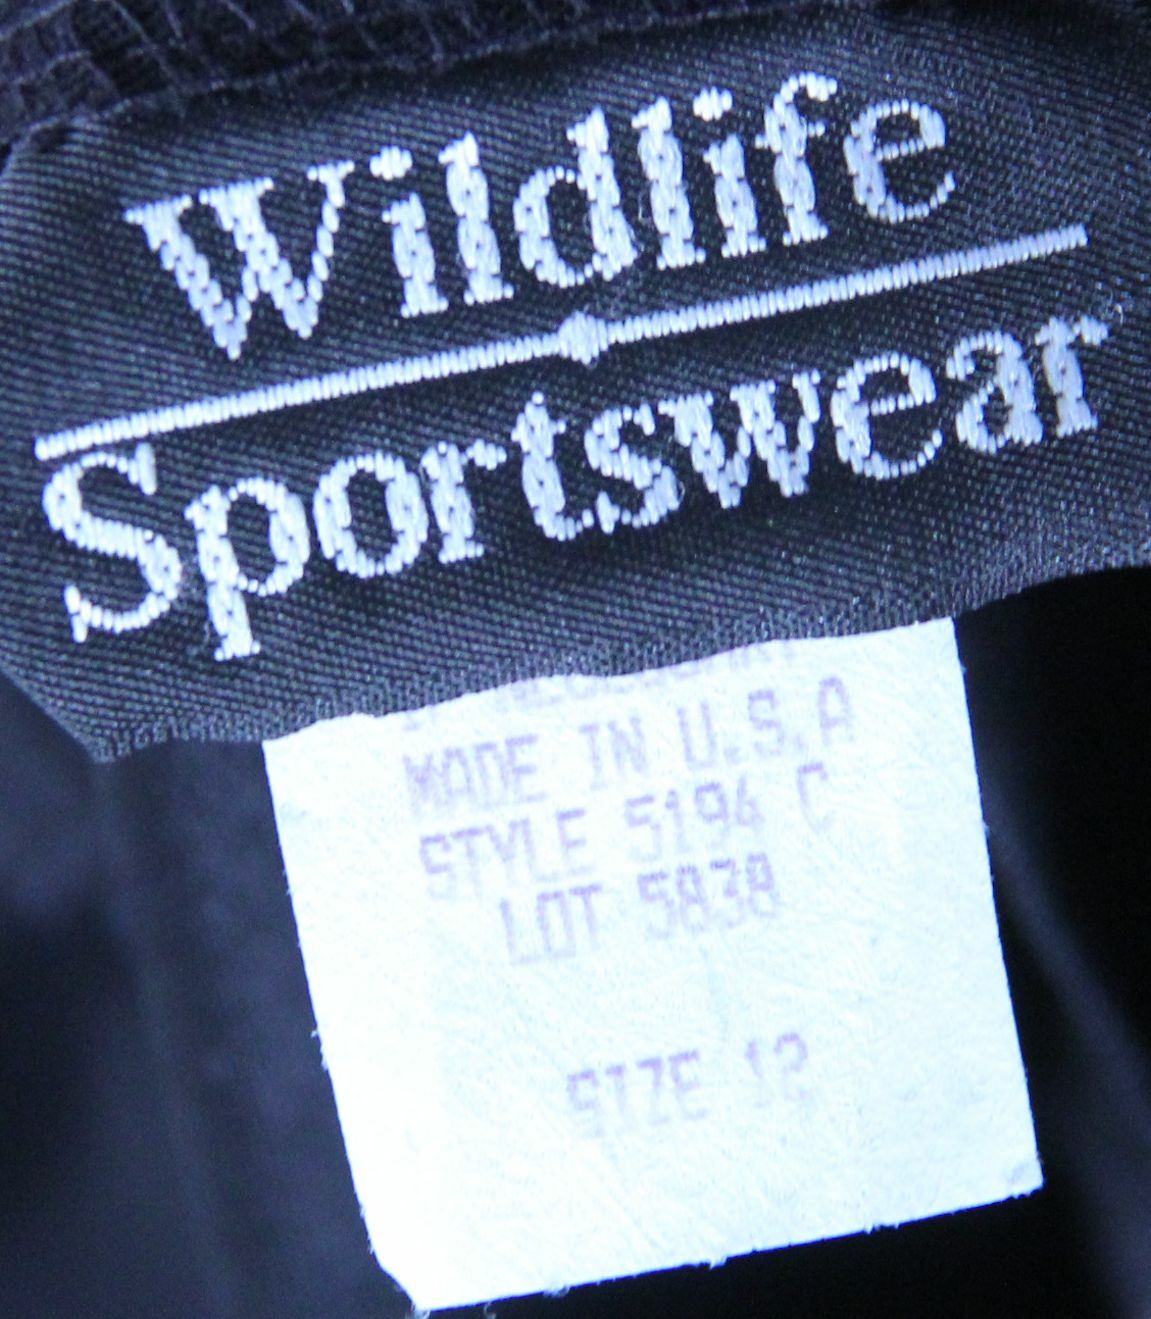 Wildlife
Sportswear
MADE IN U.S.A
STYLE 5194 C
LOT 5838
SIZE 12